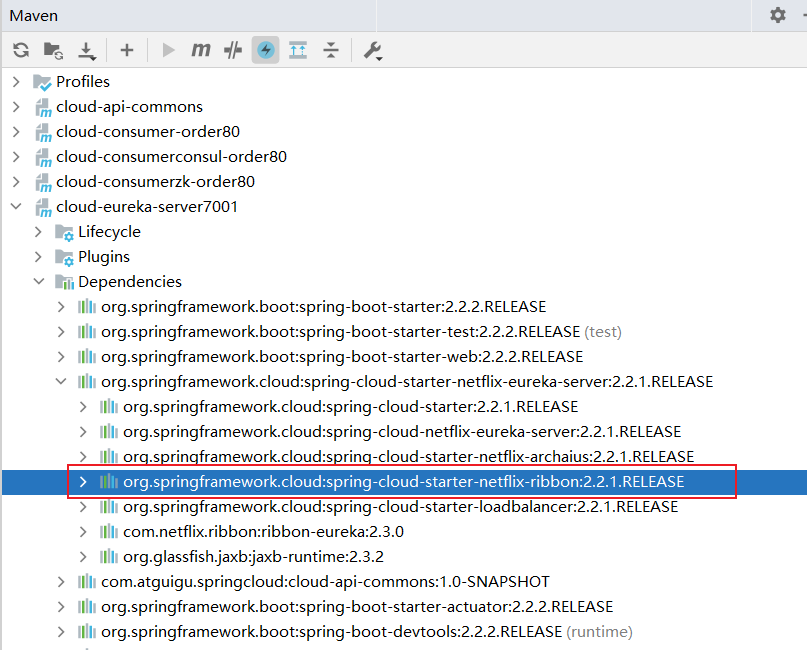 Maven
Profiles
cloud-api-commons
cloud-consumer-order80
cloud-consumerconsul-order80
cloud-consumerzk-order80
cloud-eureka-server7001
Lifecycle
Plugins
Dependencies
org.springframework.boot:spring-boot-starter:2.2.2.RELEASE
org.springframework.boot:spring-boot-starter-test:2.2.2.RELEASE (test)
org.springframework.boot:spring-boot-starter-web:2.2.2.RELEASE
org.springframework.cloud:spring-cloud-starter-netflix-eureka-server:2.2.1.RELEASE
org.springframework.cloud:spring-cloud-starter:2.2.1.RELEASE
org.springframework.cloud:spring-cloud-netflix-eureka-server:2.2.1.RELEASE
org.springframework.cloud:spring-cloud-starter-netflix-archaius:2.2.1.RELEASE
org.springframework.cloud:spring-cloud-starter-netflix-ribbon:2.2.1.RELEASE
org.springframework.cloud:spring-cloud-starter-loadbalancer:2.2.1.RELEASE
com.netflix.ribbon:ribbon-eureka:2.3.0
org.glassfish.jaxb:jaxb-runtime:2.3.2
com.atguigu.springcloud:cloud-api-commons:1.0-SNAPSHOT
org.springframework.boot:spring-boot-starter-actuator:2.2.2.RELEASE
org.springframework.boot:spring-boot-devtools:2.2.2.RELEASE (runtime)